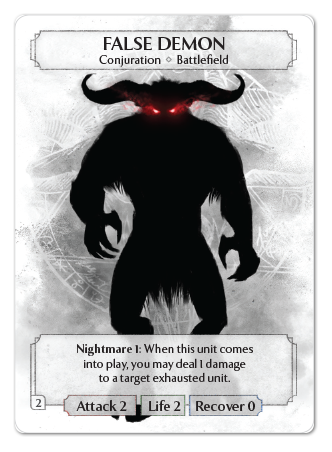 FALSE DEMON
Conjuration ◇ Battlefield
Nightmare 1: When this unit comes
into play, you may deal 1 damage
to a target exhausted unit.
2
Attack 2 Life 2 Recover 0